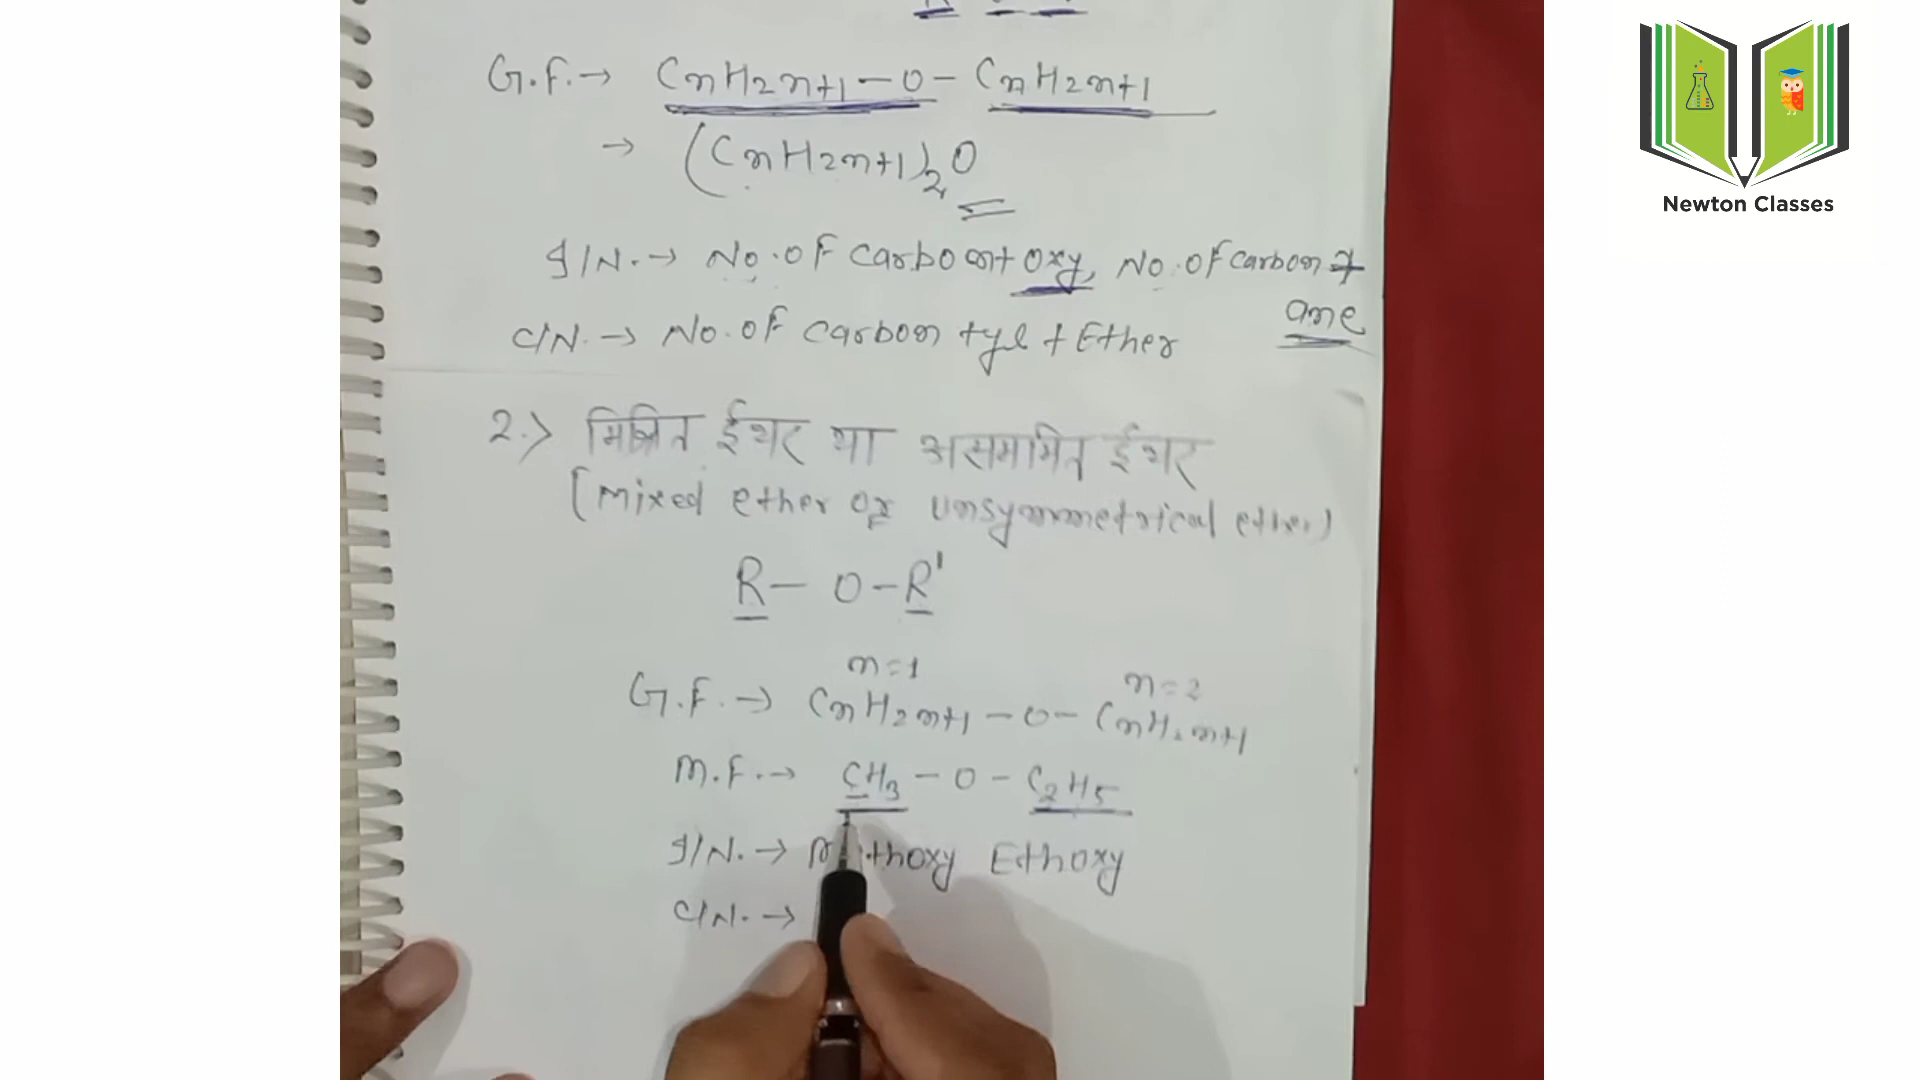 G.F. → CnH2n+1 – O – CnH2n+1
→ (CnH2n+1)2O
I/N. → No. of carbon + oxy, No. of carbon +
ane
C/N. → No. of carbon + yl + Ether
2.> मिश्रित ईथर या असममित ईथर
[Mixed ether or unsymmetrical ether)
R – O – R'
n=1 n=2
G.F. → CnH2n+1 – O – CnH2n+1
M.F. → CH3 – O – C2H5
I/N. → Methoxy Ethoxy
C/N. →
Newton Classes